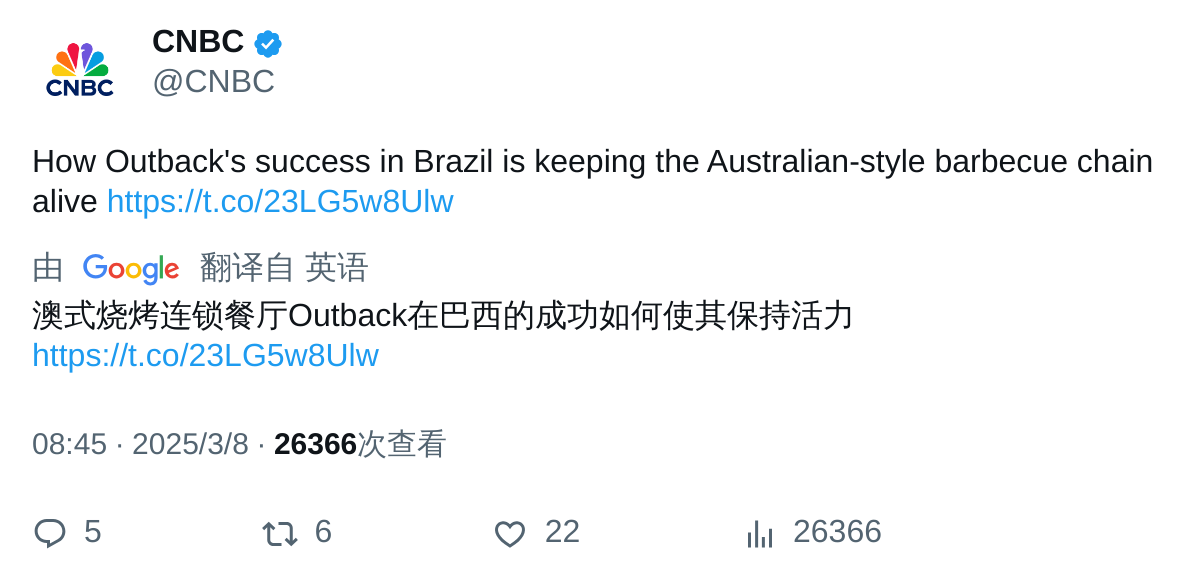 CNBC
CNBC
@CNBC
How Outback's success in Brazil is keeping the Australian-style barbecue chain
alive https://t.co/23LG5w8Ulw
由 Google 翻译自 英语
澳式烧烤连锁餐厅Outback在巴西的成功如何使其保持活力
https://t.co/23LG5w8Ulw
08:45 · 2025/3/8 · 26366次查看
5 6 22 26366